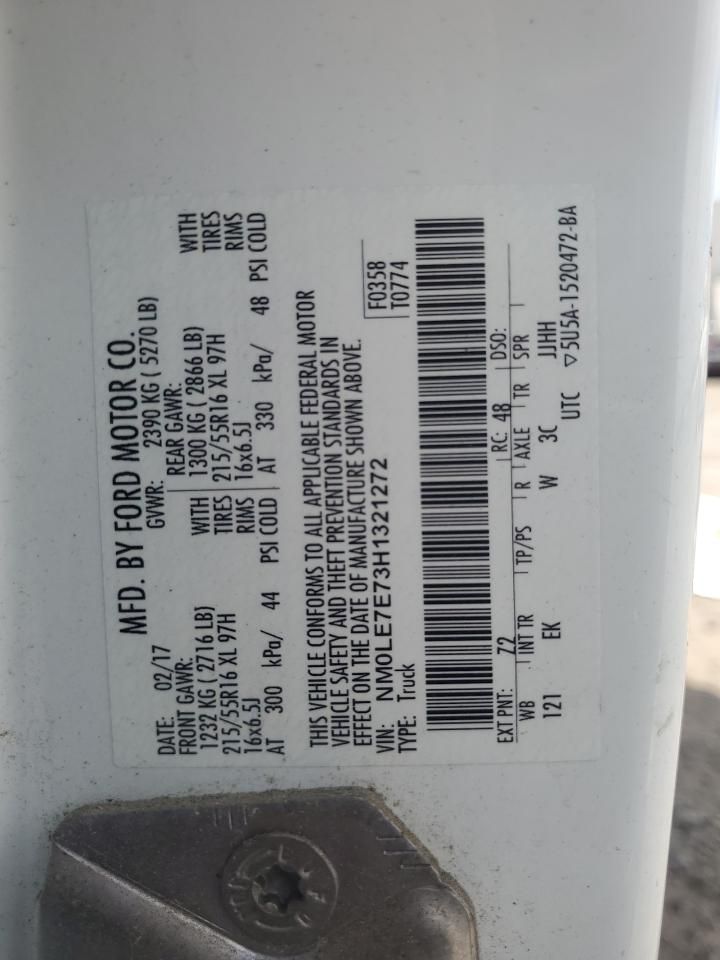 MFD. BY FORD MOTOR CO.
DATE: 02/17 GVWR: 2390 KG ( 5270 LB)
FRONT GAWR: REAR GAWR:
1232 KG ( 2716 LB) WITH 1300 KG ( 2866 LB) WITH
215/55R16 XL 97H TIRES 215/55R16 XL 97H TIRES
16x6.5J RIMS 16x6.5J RIMS
AT 300 kPa/ 44 PSI COLD AT 330 kPa/ 48 PSI COLD
THIS VEHICLE CONFORMS TO ALL APPLICABLE FEDERAL MOTOR
VEHICLE SAFETY AND THEFT PREVENTION STANDARDS IN
EFFECT ON THE DATE OF MANUFACTURE SHOWN ABOVE.
VIN: NM0LE7E73H1321272 F0358
TYPE: Truck T0774
EXT PNT: Z2 RC: 48 DSO:
WB INT TR TP/PS R AXLE TR SPR
121 EK W 3C JJHH
UTC ▽5U5A-1520472-BA